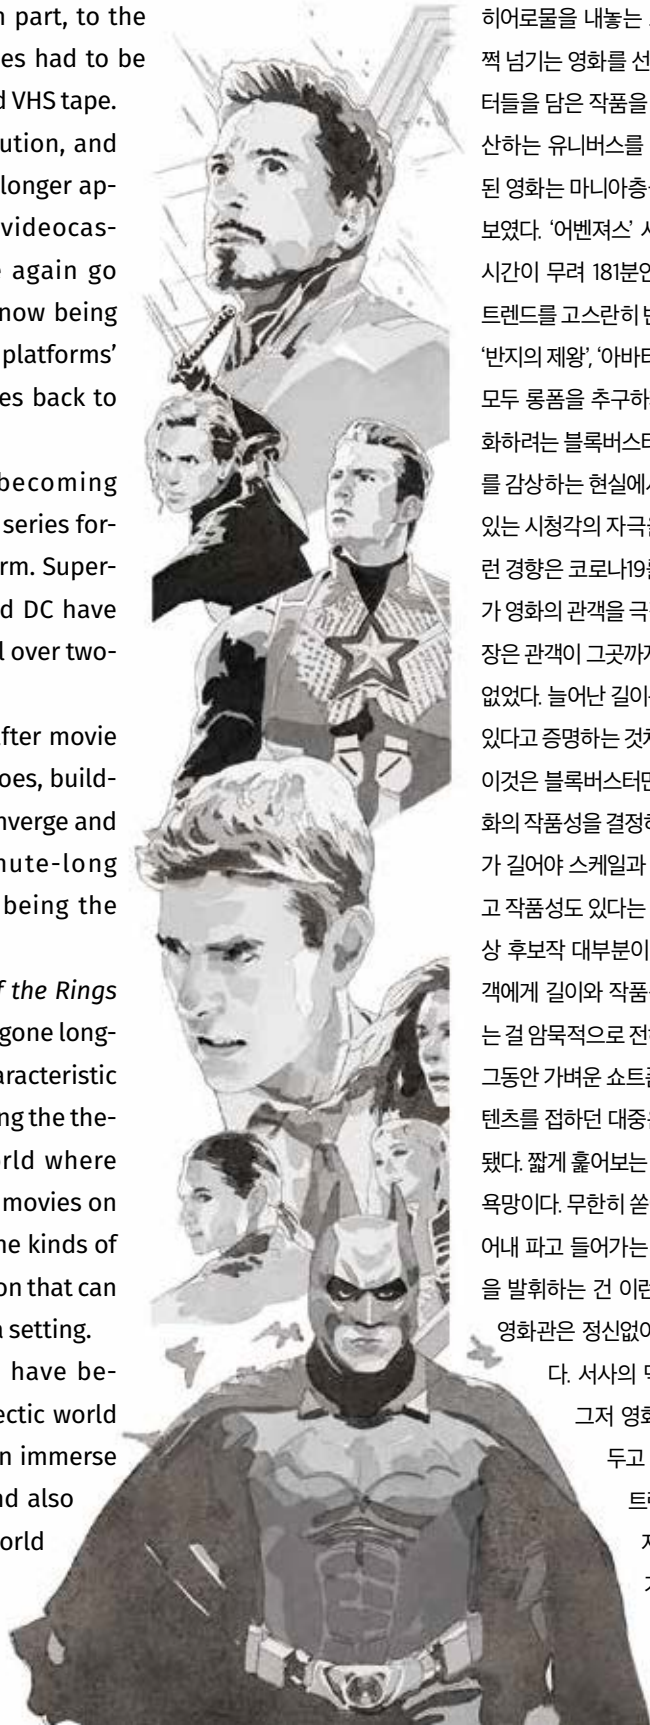 part, to the
es had to be
VHS tape.
ution, and
longer ap-
videocas-
again go
now being
platforms'
es back to
becoming
series for-
rm. Super-
DC have
over two-
after movie
oes, build-
nverge and
nute-long
being the
of the Rings
gone long-
aracteristic
ng the the-
rld where
movies on
he kinds of
on that can
a setting.
have be-
ectic world
n immerse
nd also
orld
히어로물을 내놓는
쩍 넘기는 영화를 선
터들을 담은 작품을
산하는 유니버스를
된 영화는 마니아층
보였다. ‘어벤져스’ 시
시간이 무려 181분인
트렌드를 고스란히 반
‘반지의 제왕’, ‘아바타
모두 롱폼을 추구하
화하려는 블록버스터
를 감상하는 현실에서
있는 시청각의 자극을
런 경향은 코로나19를
가 영화의 관객을 극
장은 관객이 그곳까지
없었다. 늘어난 길이
있다고 증명하는 것처
이것은 블록버스터만
화의 작품성을 결정하
가 길어야 스케일과
고 작품성도 있다는
상 후보작 대부분이
객에게 길이와 작품
는 걸 암묵적으로 전하
그동안 가벼운 쇼트폼
텐츠를 접하던 대중은
됐다. 짧게 훑어보는
욕망이다. 무한히 쏟
어내 파고 들어가는
을 발휘하는 건 이런
영화관은 정신없이
다. 서사의 맥
그저 영화
두고
트렌